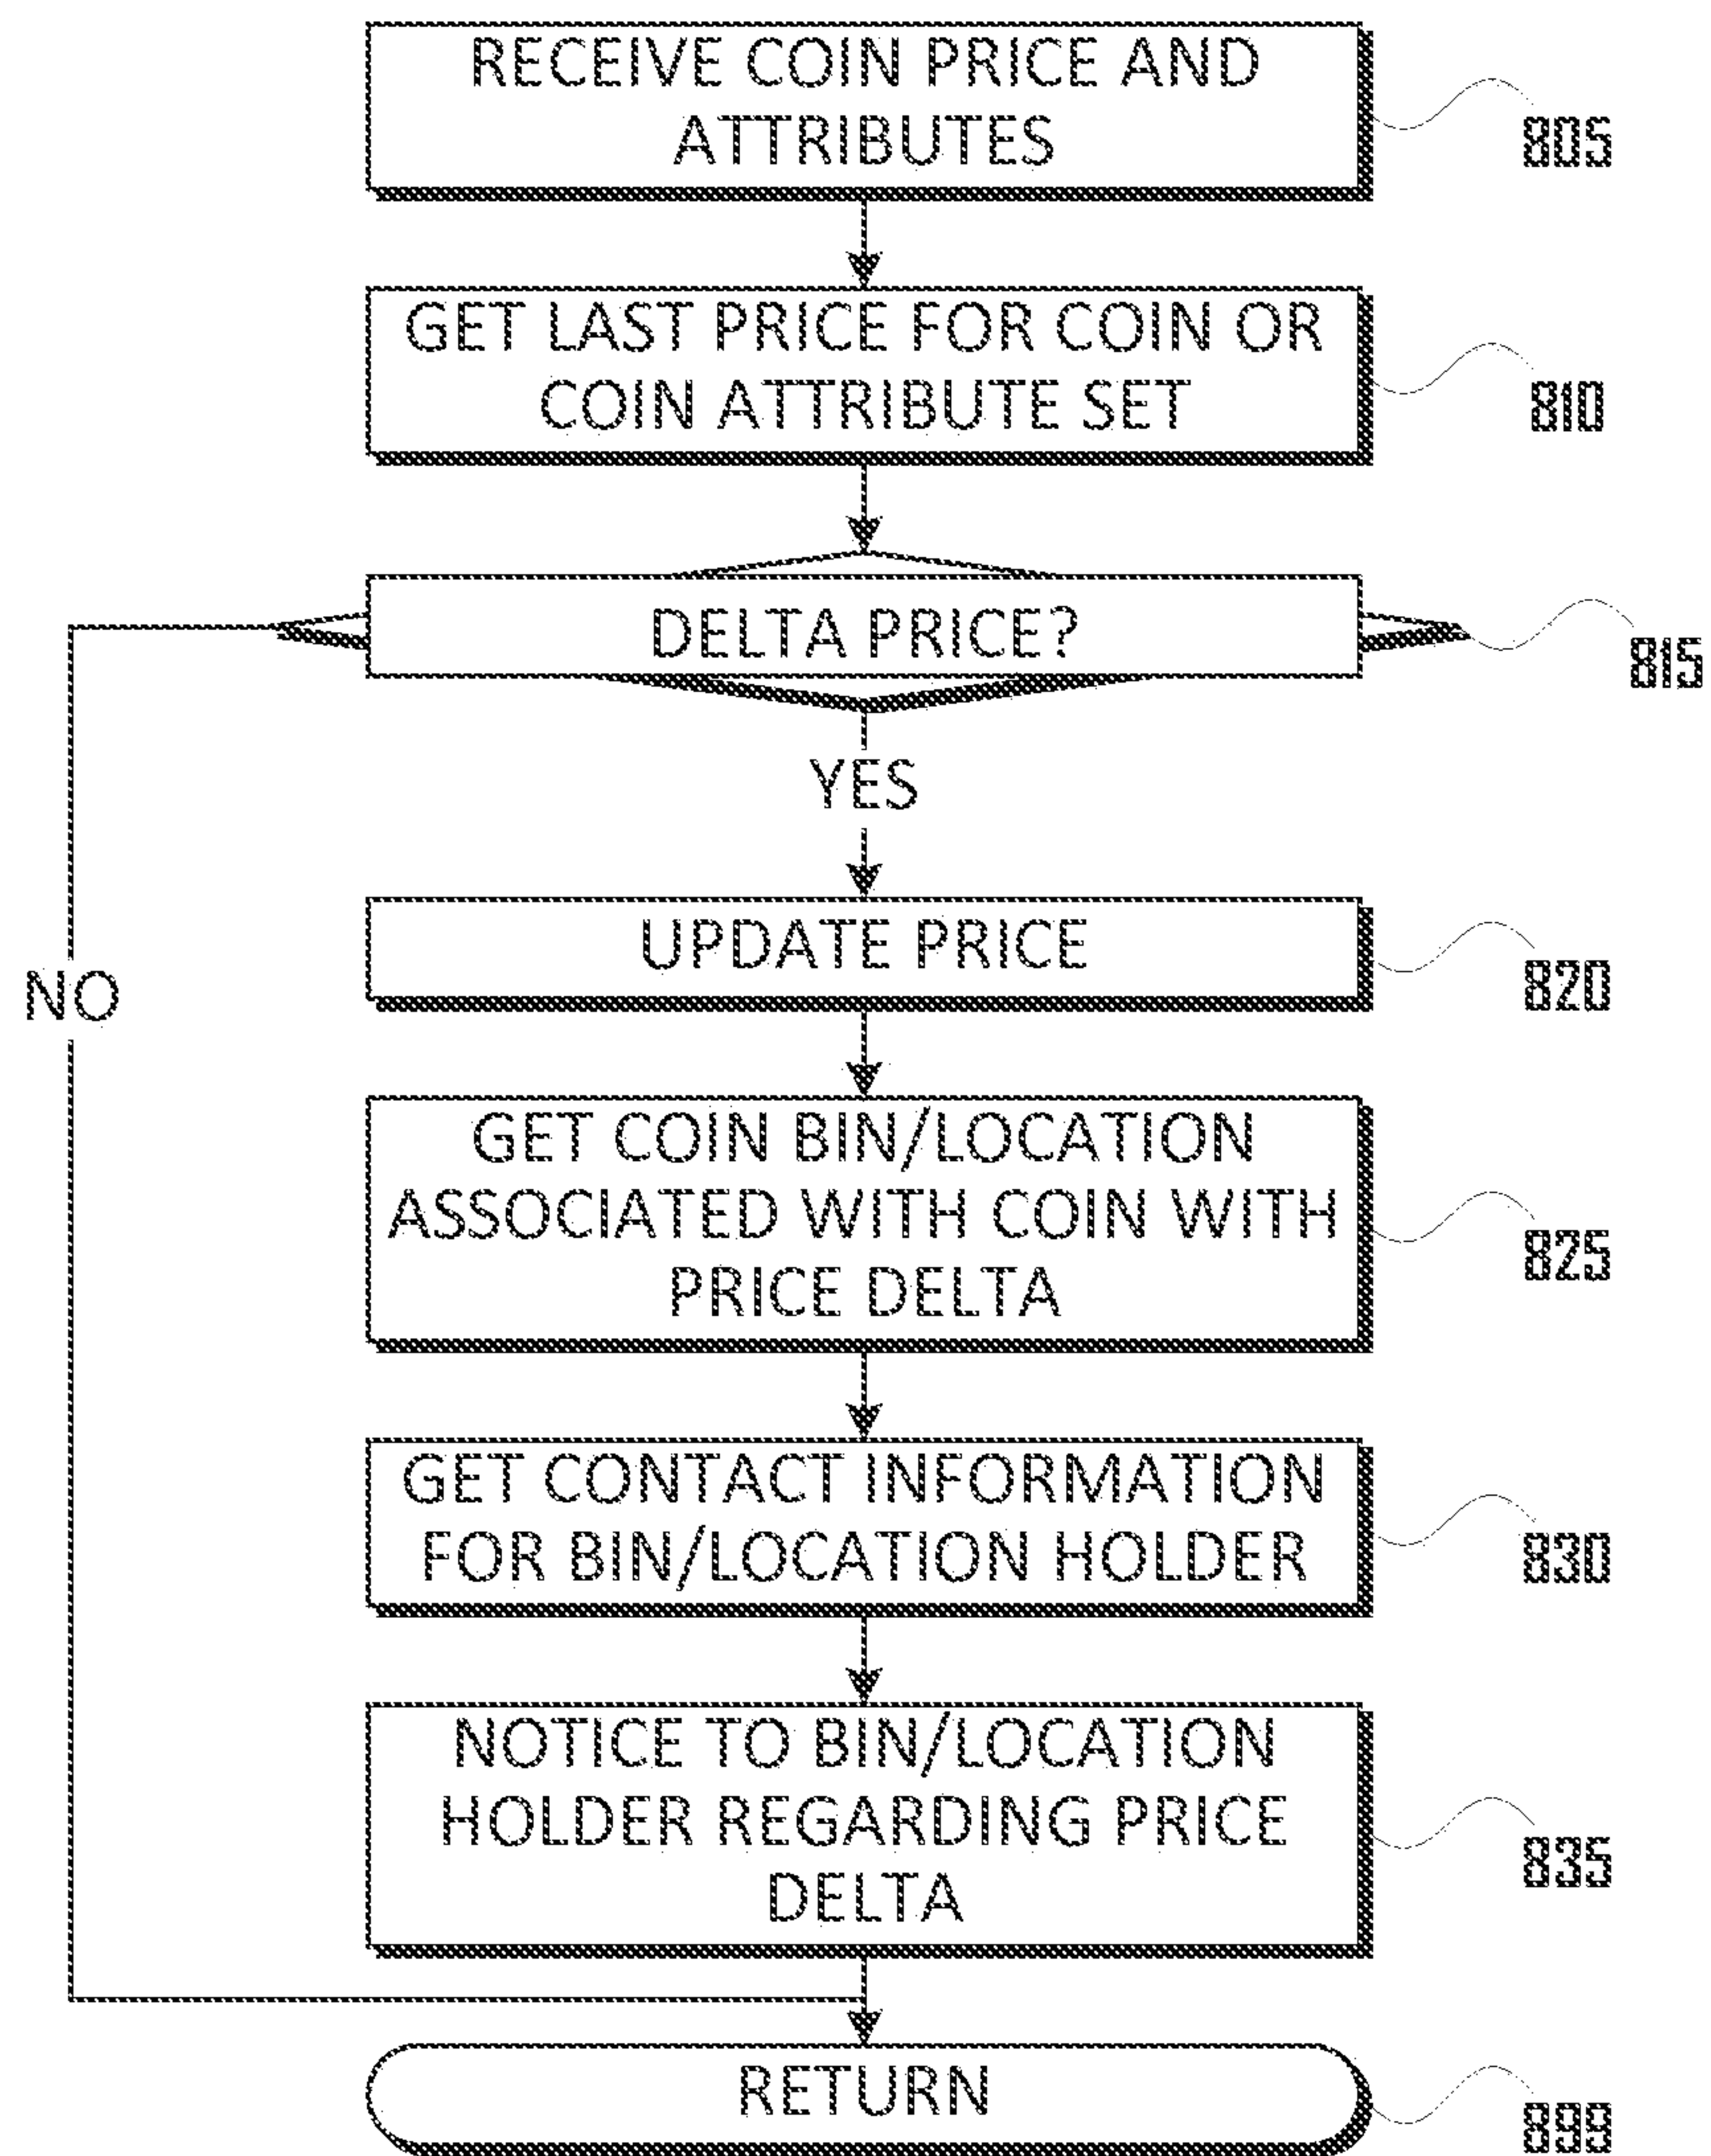 RECEIVE COIN PRICE AND
ATTRIBUTES
805
GET LAST PRICE FOR COIN OR
COIN ATTRIBUTE SET
810
DELTA PRICE?
815
YES
UPDATE PRICE
820
NO
GET COIN BIN/LOCATION
ASSOCIATED WITH COIN WITH
PRICE DELTA
825
GET CONTACT INFORMATION
FOR BIN/LOCATION HOLDER
830
NOTICE TO BIN/LOCATION
HOLDER REGARDING PRICE
DELTA
835
RETURN
899